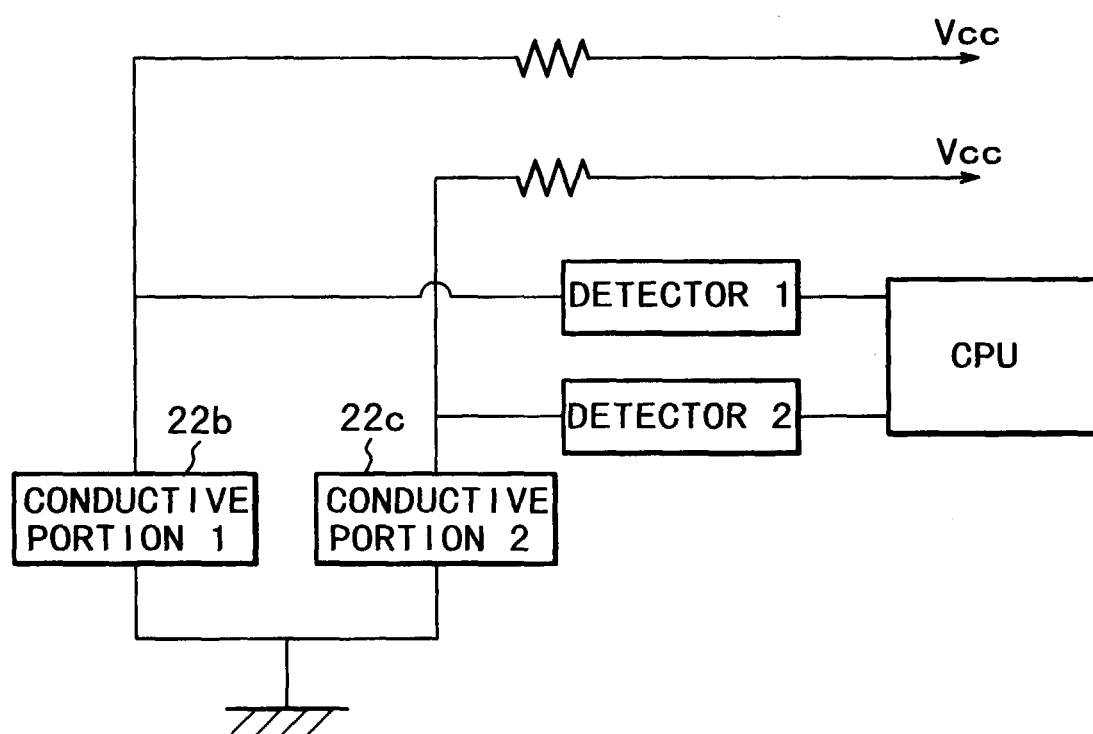 Vcc
Vcc
DETECTOR 1
CPU
DETECTOR 2
22b
22c
CONDUCTIVE
PORTION 1
CONDUCTIVE
PORTION 2